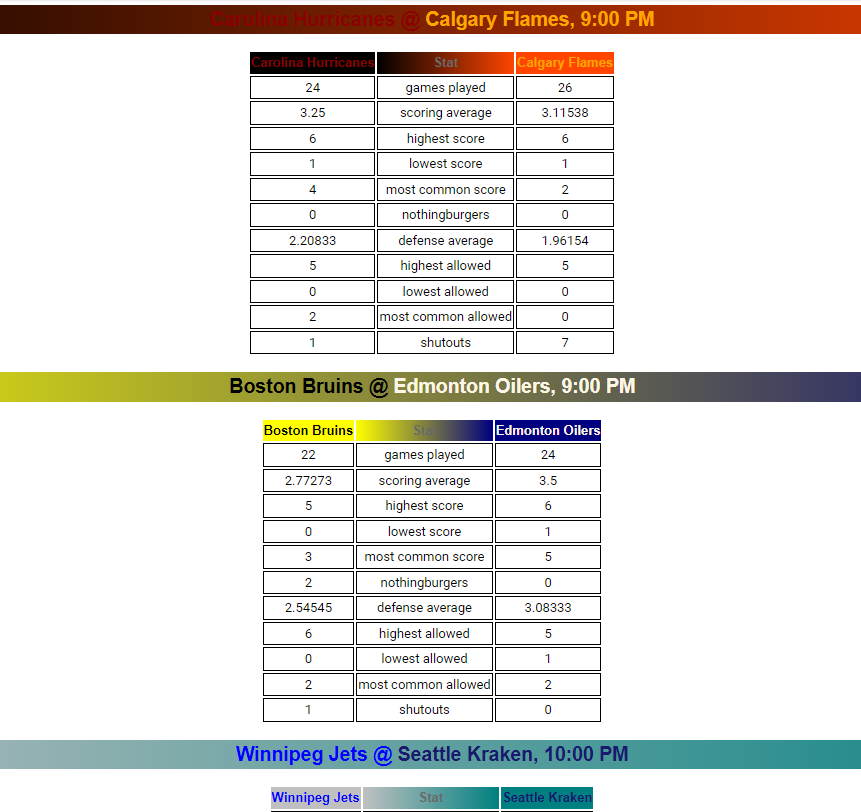 Carolina Hurricanes @ Calgary Flames, 9:00 PM
Carolina Hurricanes Stat Calgary Flames
24 games played 26
3.25 scoring average 3.11538
6 highest score 6
1 lowest score 1
4 most common score 2
0 nothingburgers 0
2.20833 defense average 1.96154
5 highest allowed 5
0 lowest allowed 0
2 most common allowed 0
1 shutouts 7
Boston Bruins @ Edmonton Oilers, 9:00 PM
Boston Bruins Stat Edmonton Oilers
22 games played 24
2.77273 scoring average 3.5
5 highest score 6
0 lowest score 1
3 most common score 5
2 nothingburgers 0
2.54545 defense average 3.08333
6 highest allowed 5
0 lowest allowed 1
2 most common allowed 2
1 shutouts 0
Winnipeg Jets @ Seattle Kraken, 10:00 PM
Winnipeg Jets Stat Seattle Kraken